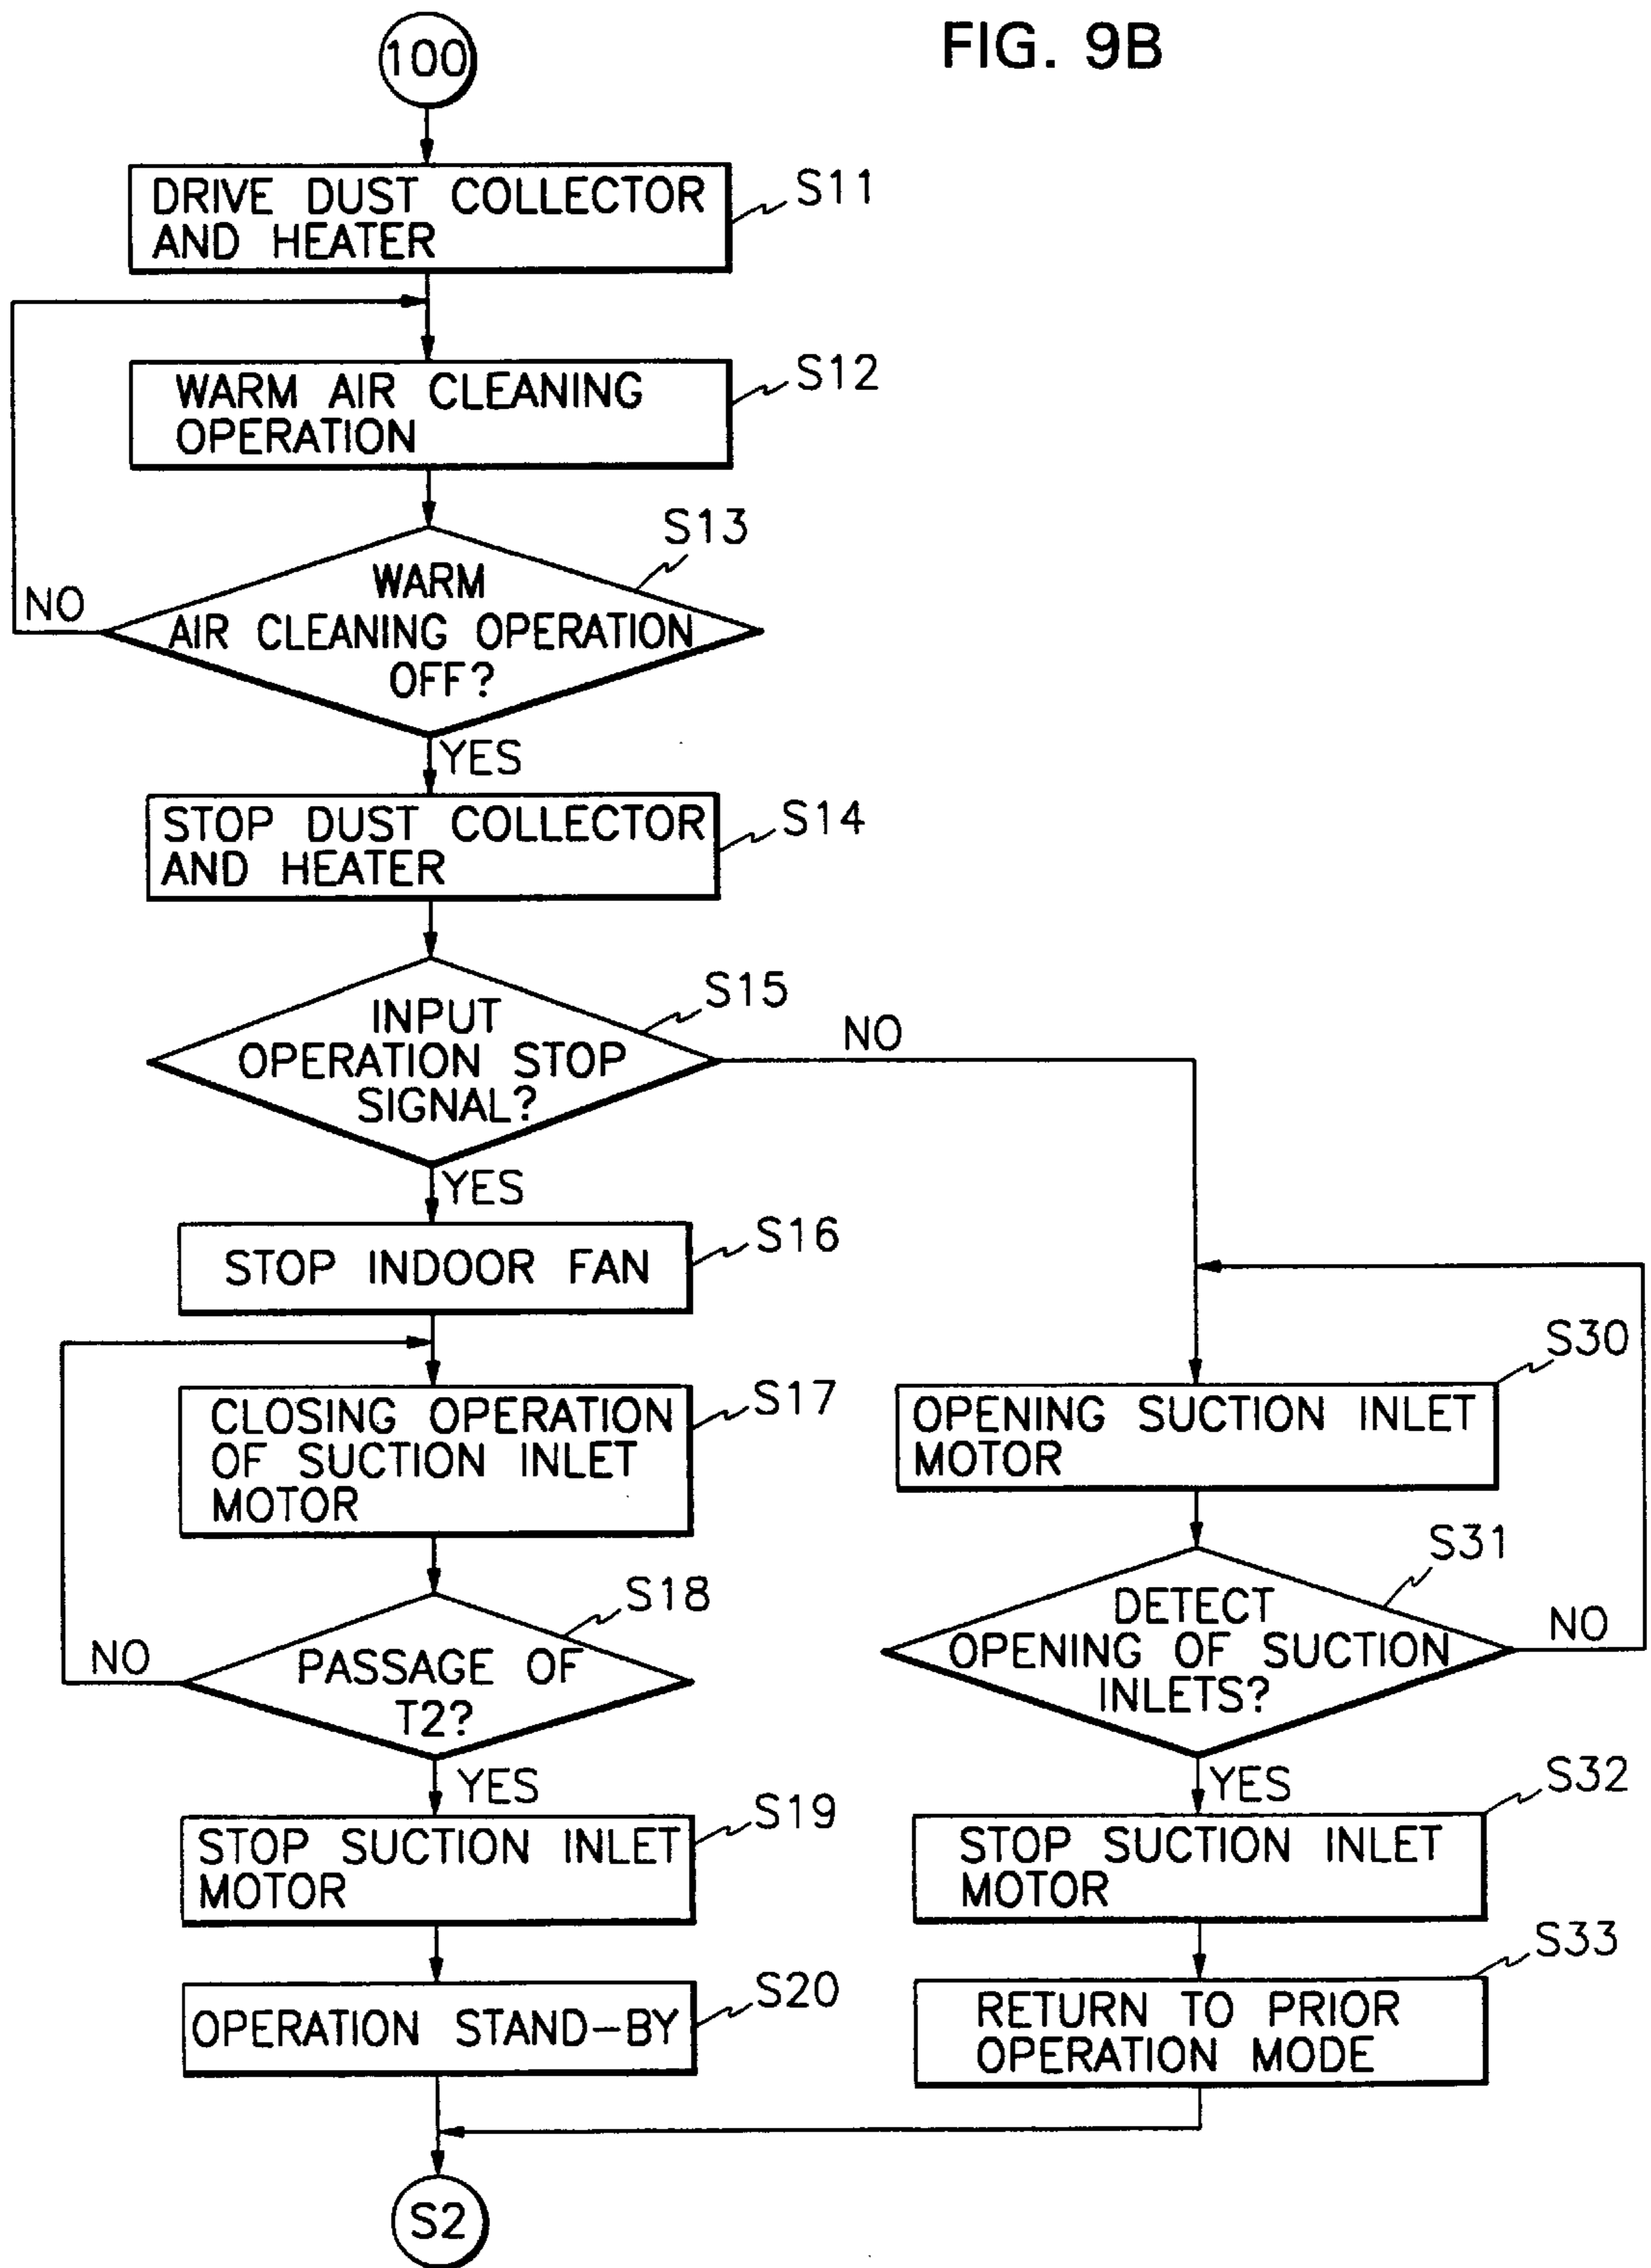 FIG. 9B
100
DRIVE DUST COLLECTOR
AND HEATER
S11
WARM AIR CLEANING
OPERATION
S12
S13
WARM
AIR CLEANING OPERATION
OFF?
NO
YES
STOP DUST COLLECTOR
AND HEATER
S14
S15
INPUT
OPERATION STOP
SIGNAL?
NO
YES
STOP INDOOR FAN
S16
CLOSING OPERATION
OF SUCTION INLET
MOTOR
S17
S18
PASSAGE OF
T2?
NO
YES
STOP SUCTION INLET
MOTOR
S19
OPERATION STAND-BY
S20
S30
OPENING SUCTION INLET
MOTOR
S31
DETECT
OPENING OF SUCTION
INLETS?
NO
YES
S32
STOP SUCTION INLET
MOTOR
S33
RETURN TO PRIOR
OPERATION MODE
S2